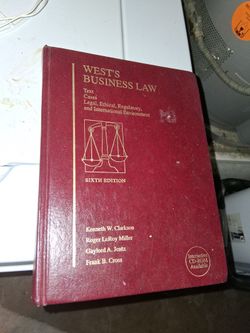 WEST'S
BUSINESS LAW
Text
Cases
Legal, Ethical, Regulatory,
and International Environment
SIXTH EDITION
Kenneth W. Clarkson
Roger LeRoy Miller
Gaylord A. Jentz
Frank B. Cross
Interactive
CD-ROM
Available